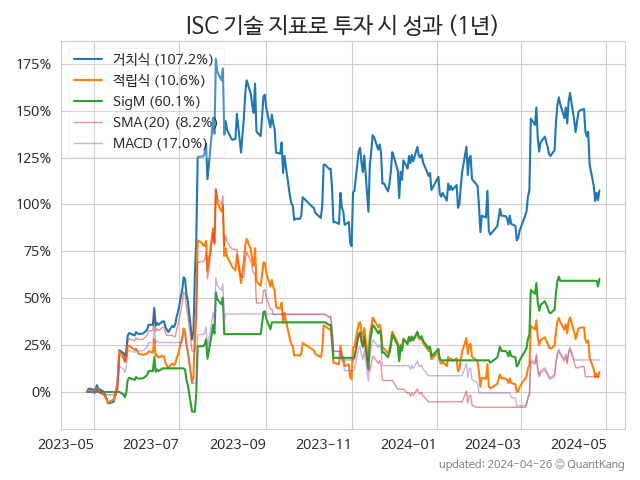 ISC 기술 지표로 투자 시 성과 (1년)
거치식 (107.2%)
적립식 (10.6%)
SigM (60.1%)
SMA(20) (8.2%)
MACD (17.0%)
175%
150%
125%
100%
75%
50%
25%
0%
2023-05 2023-07 2023-09 2023-11 2024-01 2024-03 2024-05
updated: 2024-04-26 © QuantKang